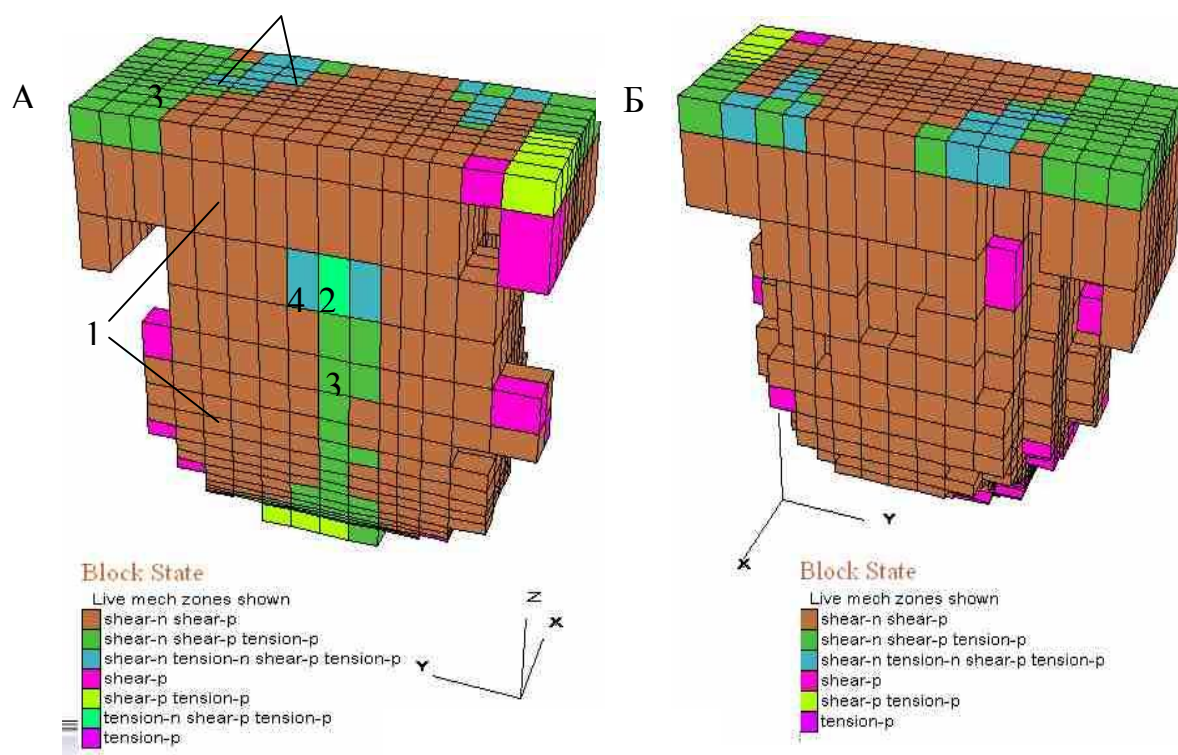 А
Б
3
4
2
1
3
Block State
Live mech zones shown
shear-n shear-p
shear-n shear-p tension-p
shear-n tension-n shear-p tension-p
shear-p
shear-p tension-p
tension-n shear-p tension-p
tension-p
Z
X
Y
Y
X
Block State
Live mech zones shown
shear-n shear-p
shear-n shear-p tension-p
shear-n tension-n shear-p tension-p
shear-p
shear-p tension-p
tension-p